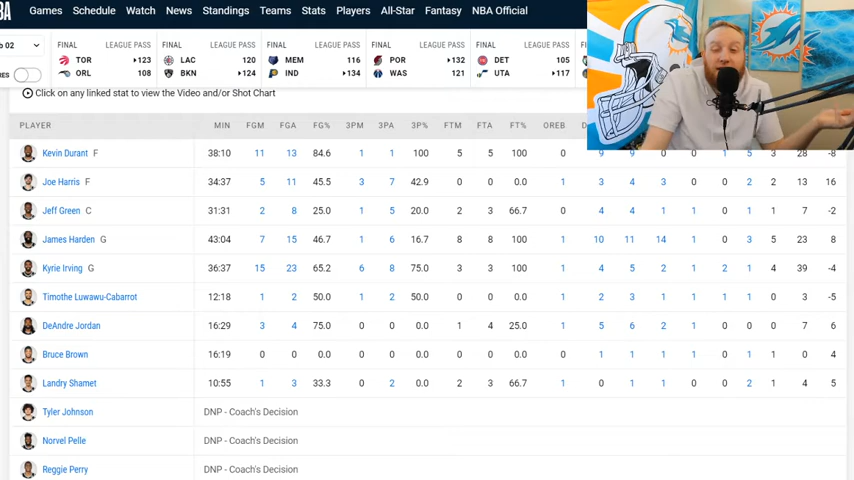 Games Schedule Watch News Standings Teams Stats Players All-Star Fantasy NBA Official
02
FINAL LEAGUE PASS FINAL LEAGUE PASS FINAL LEAGUE PASS FINAL LEAGUE PASS FINAL LEAGUE PASS
TOR 123 LAC 120 MEM 116 POR 132 DET 105
ORL 108 BKN 124 IND 134 WAS 121 UTA 117
RES
Click on any linked stat to view the Video and/or Shot Chart
PLAYER MIN FGM FGA FG% 3PM 3PA 3P% FTM FTA FT% OREB
Kevin Durant F 38:10 11 13 84.6 1 1 100 5 5 100 0 9 9 0 0 1 5 3 28 -8
Joe Harris F 34:37 5 11 45.5 3 7 42.9 0 0 0.0 1 3 4 3 0 0 2 2 13 16
Jeff Green C 31:31 2 8 25.0 1 5 20.0 2 3 66.7 0 4 4 1 1 0 1 1 7 -2
James Harden G 43:04 7 15 46.7 1 6 16.7 8 8 100 1 10 11 14 1 0 3 5 23 8
Kyrie Irving G 36:37 15 23 65.2 6 8 75.0 3 3 100 1 4 5 2 1 2 1 4 39 -4
Timothe Luwawu-Cabarrot 12:18 1 2 50.0 1 2 50.0 0 0 0.0 1 2 3 1 1 1 1 0 3 -5
DeAndre Jordan 16:29 3 4 75.0 0 0 0.0 1 4 25.0 1 5 6 2 1 0 0 0 7 6
Bruce Brown 16:19 0 0 0.0 0 0 0.0 0 0 0.0 0 1 1 1 1 0 1 1 0 4
Landry Shamet 10:55 1 3 33.3 0 2 0.0 2 3 66.7 1 0 1 1 0 0 2 1 4 5
Tyler Johnson DNP - Coach's Decision
Norvel Pelle DNP - Coach's Decision
Reggie Perry DNP - Coach's Decision